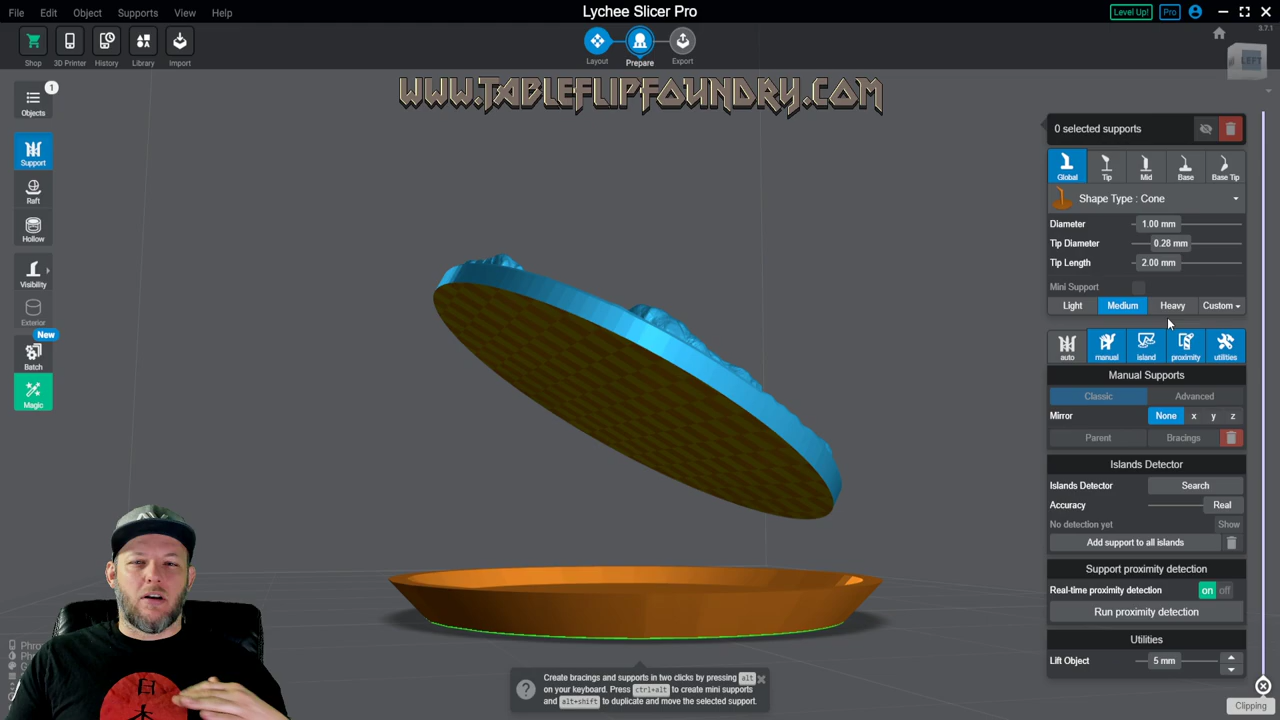 File Edit Object Supports View Help
Lychee Slicer Pro
Level Up! Pro
3.7.1
Shop 3D Printer History Library Import
Layout Prepare Export
LEFT
www.TableFlipFoundry.com
1
Objects
Support
Raft
Hollow
Visibility
Exterior
New
Batch
Magic
0 selected supports
Global Tip Mid Base Base Tip
Shape Type : Cone
Diameter 1.00 mm
Tip Diameter 0.28 mm
Tip Length 2.00 mm
Mini Support
Light Medium Heavy Custom
auto manual island proximity utilities
Manual Supports
Classic Advanced
Mirror None x y z
Parent Bracings
Islands Detector
Islands Detector Search
Accuracy Real
No detection yet Show
Add support to all islands
Support proximity detection
Real-time proximity detection on off
Run proximity detection
Utilities
Lift Object 5 mm
Clipping
Create bracings and supports in two clicks by pressing alt
on your keyboard. Press ctrl+alt to create mini supports
and alt+shift to duplicate and move the selected support.
日本